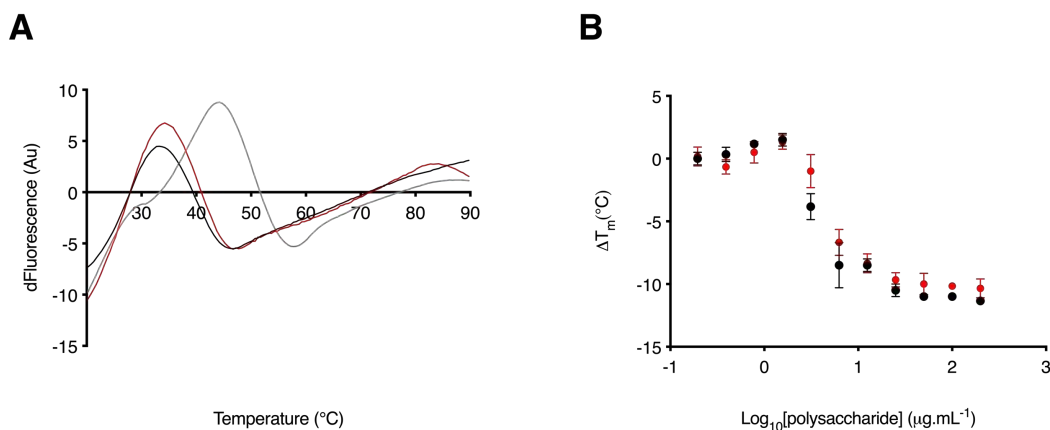 A
B
dFluorescence (Au)
10
5
0
-5
-10
-15
30 40 50 60 70 80 90
Temperature (°C)
ΔTm(°C)
5
0
-5
-10
-15
-1 0 1 2 3
Log10[polysaccharide] (μg.mL-1)